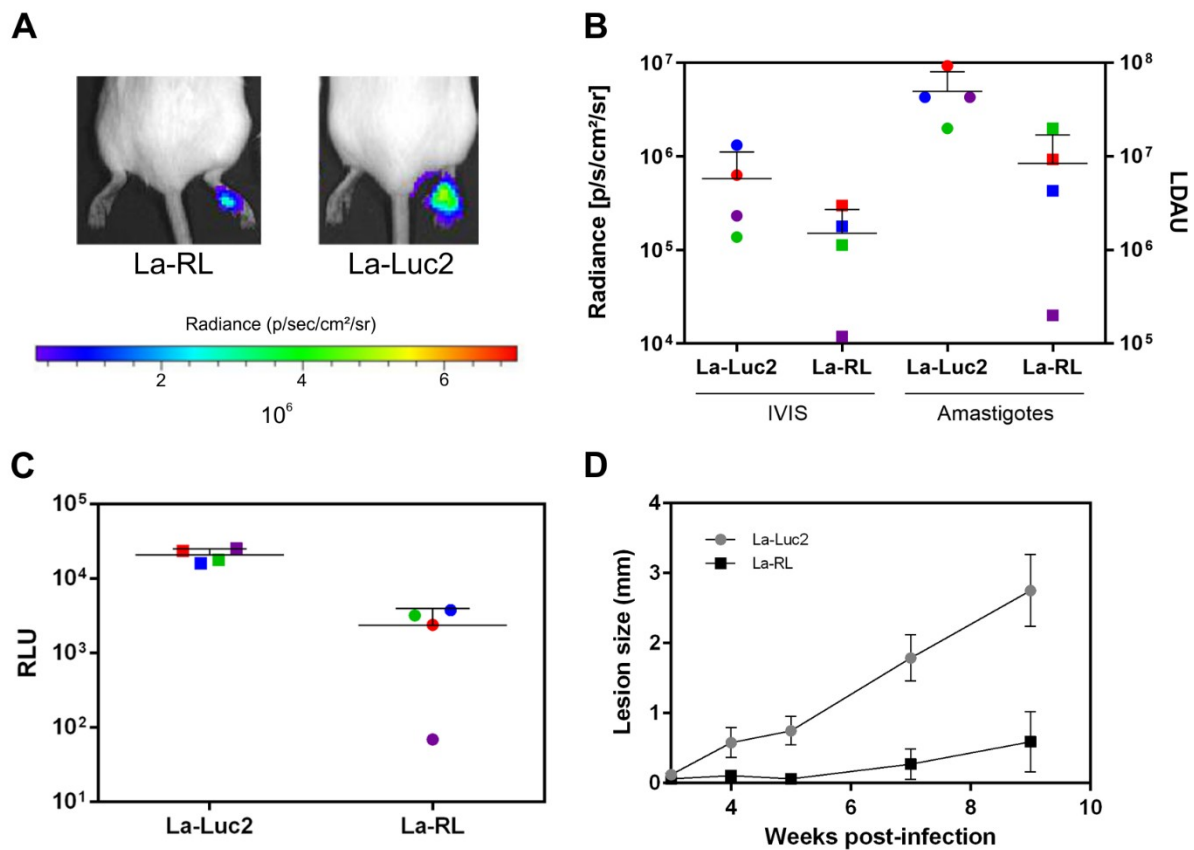 A
La-RL
La-Luc2
Radiance (p/sec/cm²/sr)
2
4
6
10⁶
B
Radiance [p/s/cm²/sr]
10⁷
10⁶
10⁵
10⁴
10⁸
10⁷
10⁶
10⁵
LDAU
La-Luc2
La-RL
La-Luc2
La-RL
IVIS
Amastigotes
C
RLU
10⁵
10⁴
10³
10²
10¹
La-Luc2
La-RL
D
Lesion size (mm)
4
3
2
1
0
La-Luc2
La-RL
4
6
8
10
Weeks post-infection